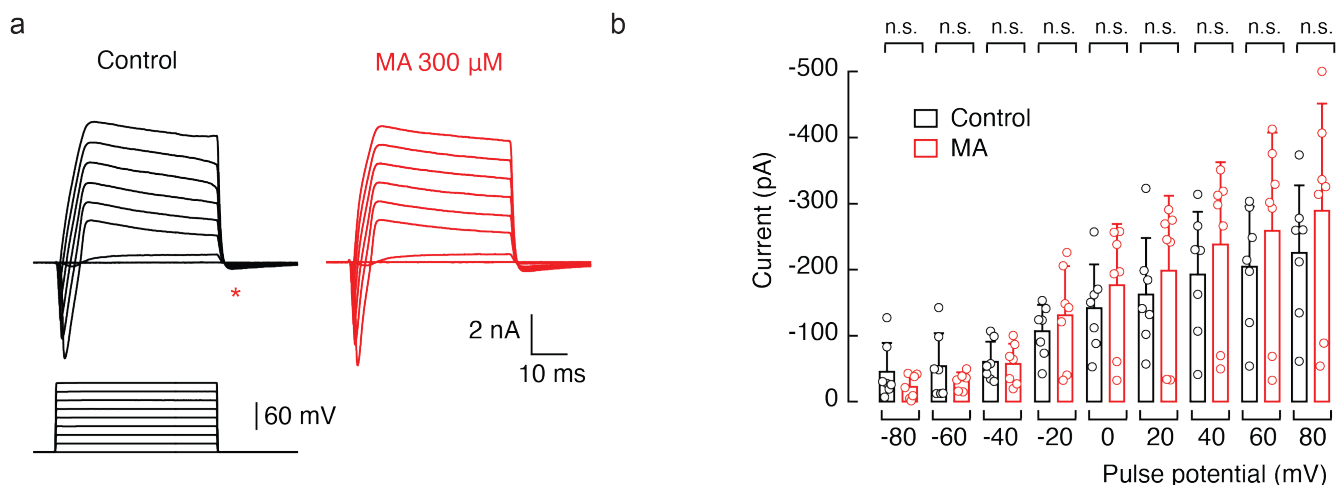 a
Control
MA 300 µM
*
2 nA
10 ms
60 mV
b
n.s. n.s. n.s. n.s. n.s. n.s. n.s. n.s. n.s.
-500
-400
-300
-200
-100
0
Current (pA)
Control
MA
-80 -60 -40 -20 0 20 40 60 80
Pulse potential (mV)